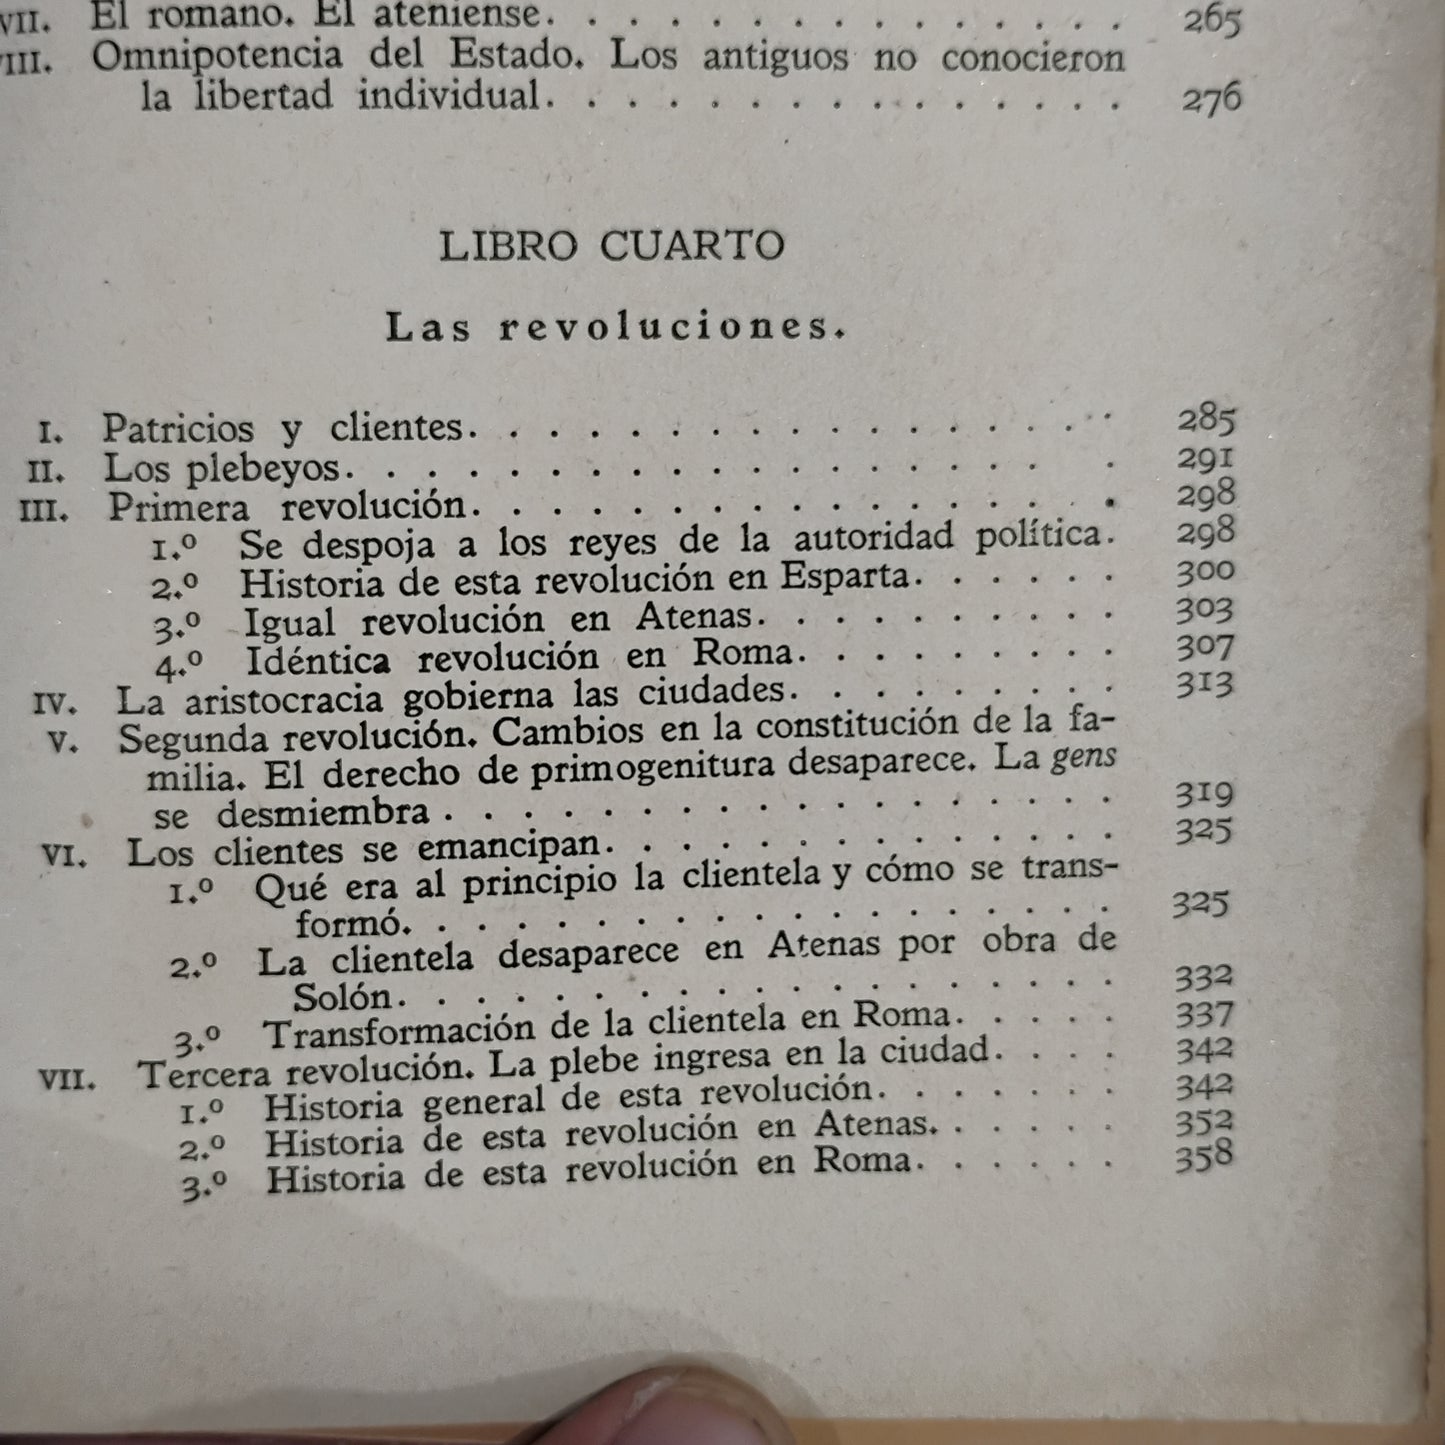 VII. El romano. El ateniense. . . . . . . . . . . . . . . 265
VIII. Omnipotencia del Estado. Los antiguos no conocieron
la libertad individual. . . . . . . . . . . . . . . 276
LIBRO CUARTO
Las revoluciones.
I. Patricios y clientes. . . . . . . . . . . . . . . . . 285
II. Los plebeyos. . . . . . . . . . . . . . . . . . . 291
III. Primera revolución. . . . . . . . . . . . . . . . . 298
1.º Se despoja a los reyes de la autoridad política. 298
2.º Historia de esta revolución en Esparta. . . . . . 300
3.º Igual revolución en Atenas. . . . . . . . . . 303
4.º Idéntica revolución en Roma. . . . . . . . . 307
IV. La aristocracia gobierna las ciudades. . . . . . . . . 313
V. Segunda revolución. Cambios en la constitución de la fa-
milia. El derecho de primogenitura desaparece. La gens
se desmiembra . . . . . . . . . . . . . . . . . 319
VI. Los clientes se emancipan. . . . . . . . . . . . . . 325
1.º Qué era al principio la clientela y cómo se trans-
formó. . . . . . . . . . . . . . . . . . 325
2.º La clientela desaparece en Atenas por obra de
Solón. . . . . . . . . . . . . . . . . . 332
3.º Transformación de la clientela en Roma. . . . . 337
VII. Tercera revolución. La plebe ingresa en la ciudad. . . . 342
1.º Historia general de esta revolución. . . . . . . 342
2.º Historia de esta revolución en Atenas. . . . . . 352
3.º Historia de esta revolución en Roma. . . . . . 358